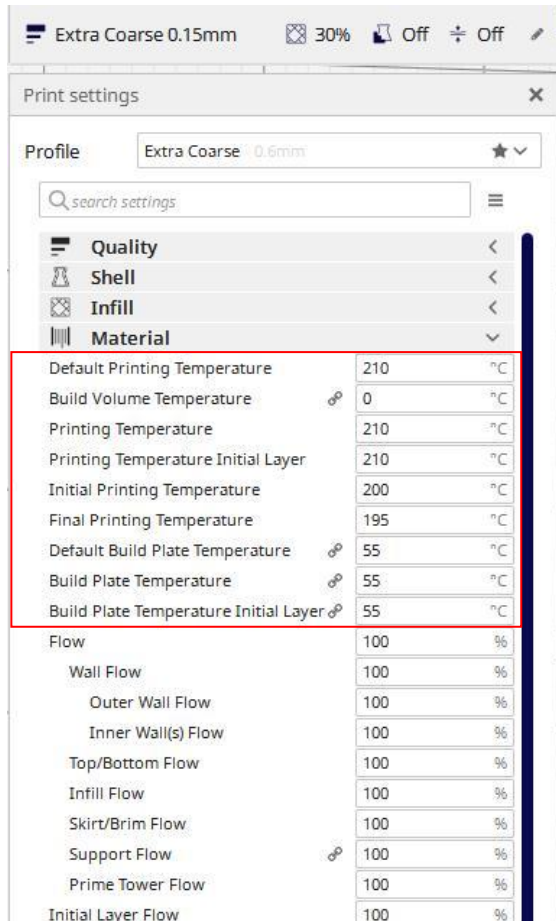 Extra Coarse 0.15mm 30% Off Off
Print settings
Profile Extra Coarse 0.6mm
search settings
Quality
Shell
Infill
Material
Default Printing Temperature 210 °C
Build Volume Temperature 0 °C
Printing Temperature 210 °C
Printing Temperature Initial Layer 210 °C
Initial Printing Temperature 200 °C
Final Printing Temperature 195 °C
Default Build Plate Temperature 55 °C
Build Plate Temperature 55 °C
Build Plate Temperature Initial Layer 55 °C
Flow 100 %
Wall Flow 100 %
Outer Wall Flow 100 %
Inner Wall(s) Flow 100 %
Top/Bottom Flow 100 %
Infill Flow 100 %
Skirt/Brim Flow 100 %
Support Flow 100 %
Prime Tower Flow 100 %
Initial Layer Flow 100 %